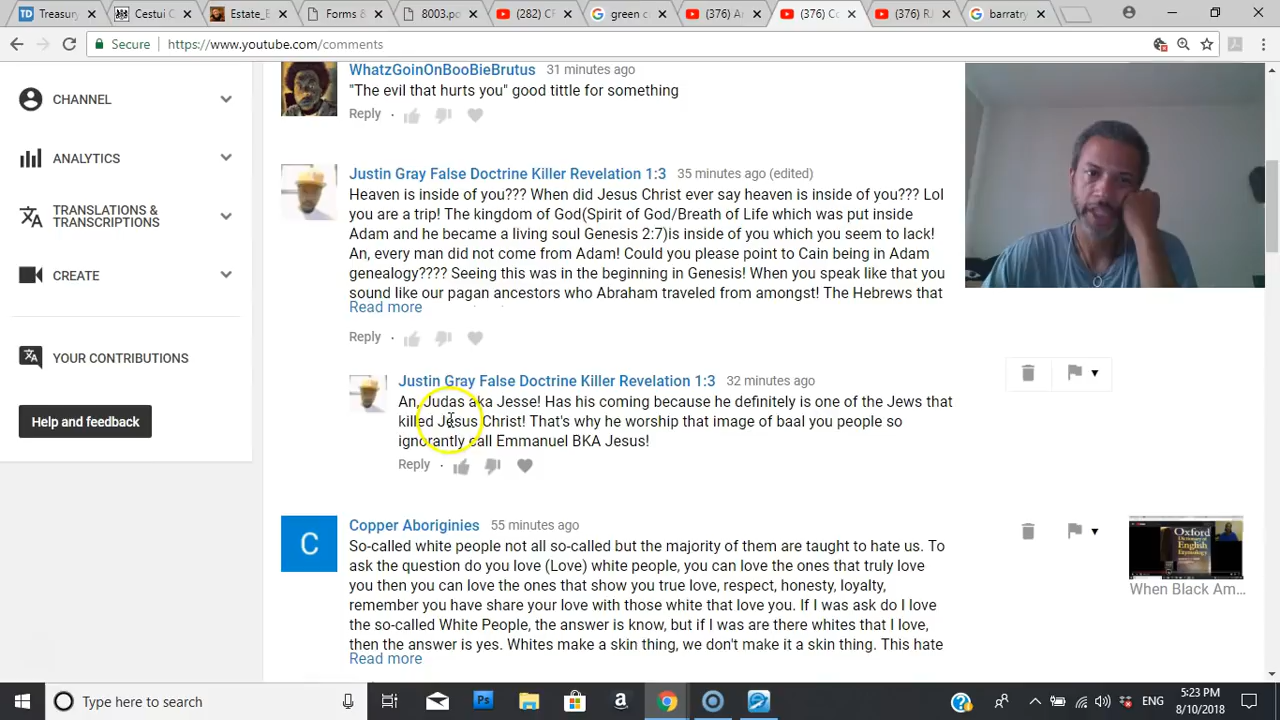 Treasury
Cestui C
Estate_E
Forms &
8003.pd
(282) CF
green c
(376) Ar
(376) Co
(376) R
barratry
Secure
https://www.youtube.com/comments
CHANNEL
ANALYTICS
TRANSLATIONS &
TRANSCRIPTIONS
CREATE
YOUR CONTRIBUTIONS
Help and feedback
WhatzGoinOnBooBieBrutus 31 minutes ago
"The evil that hurts you" good tittle for something
Reply
Justin Gray False Doctrine Killer Revelation 1:3 35 minutes ago (edited)
Heaven is inside of you??? When did Jesus Christ ever say heaven is inside of you??? Lol
you are a trip! The kingdom of God(Spirit of God/Breath of Life which was put inside
Adam and he became a living soul Genesis 2:7)is inside of you which you seem to lack!
An, every man did not come from Adam! Could you please point to Cain being in Adam
genealogy???? Seeing this was in the beginning in Genesis! When you speak like that you
sound like our pagan ancestors who Abraham traveled from amongst! The Hebrews that
Read more
Reply
Justin Gray False Doctrine Killer Revelation 1:3 32 minutes ago
An, Judas aka Jesse! Has his coming because he definitely is one of the Jews that
killed Jesus Christ! That's why he worship that image of baal you people so
ignorantly call Emmanuel BKA Jesus!
Reply
C
Copper Aboriginies 55 minutes ago
So-called white people not all so-called but the majority of them are taught to hate us. To
ask the question do you love (Love) white people, you can love the ones that truly love
you then you can love the ones that show you true love, respect, honesty, loyalty,
remember you have share your love with those white that love you. If I was ask do I love
the so-called White People, the answer is know, but if I was are there whites that I love,
then the answer is yes. Whites make a skin thing, we don't make it a skin thing. This hate
Read more
Oxford
Dictionary of
English
Etymology
When Black Am...
Type here to search
ENG
5:23 PM
8/10/2018